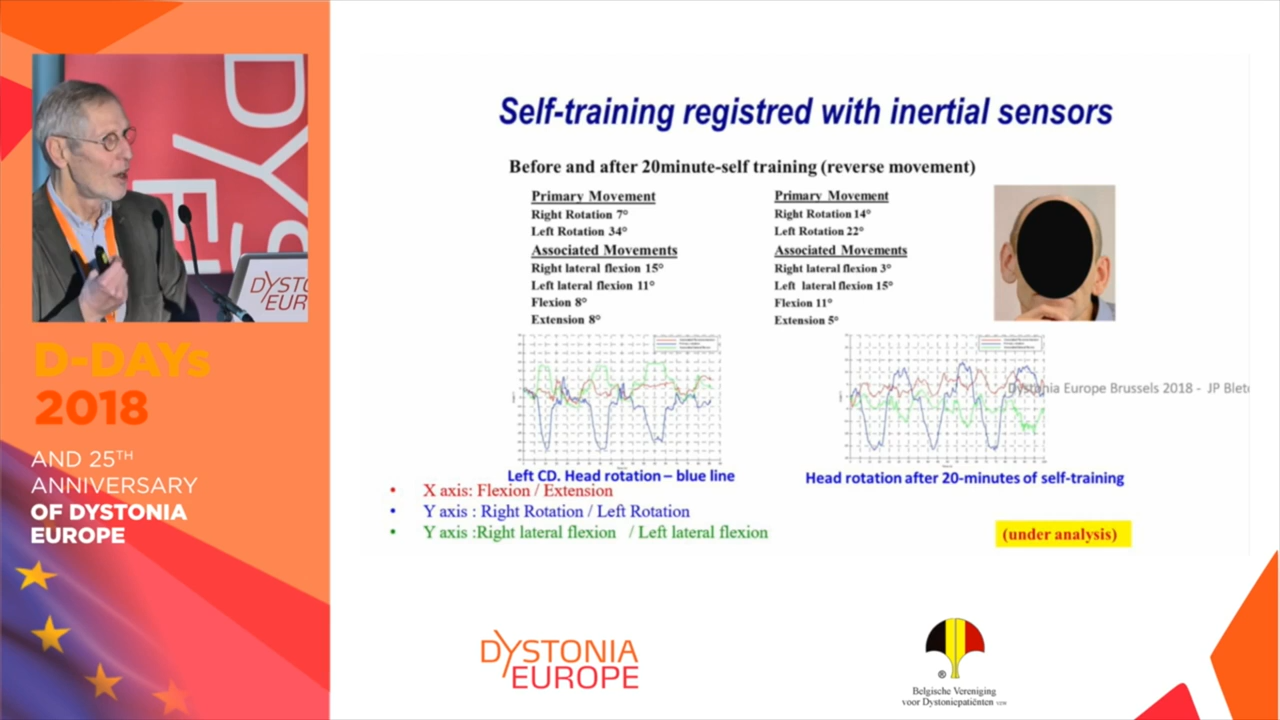 DYS
E
DYSTO
EUR
D-DAYs
2018
AND 25TH
ANNIVERSARY
OF DYSTONIA
EUROPE
Self-training registred with inertial sensors
Before and after 20minute-self training (reverse movement)
Primary Movement
Right Rotation 7°
Left Rotation 34°
Associated Movements
Right lateral flexion 15°
Left lateral flexion 11°
Flexion 8°
Extension 8°
Primary Movement
Right Rotation 14°
Left Rotation 22°
Associated Movements
Right lateral flexion 3°
Left lateral flexion 15°
Flexion 11°
Extension 5°
Dystonia Europe Brussels 2018 - JP Blet
Left CD. Head rotation – blue line
Head rotation after 20-minutes of self-training
• X axis: Flexion / Extension
• Y axis : Right Rotation / Left Rotation
• Y axis :Right lateral flexion / Left lateral flexion
(under analysis)
DYSTONIA
EUROPE
®
Belgische Vereniging
voor Dystoniepatiënten vzw